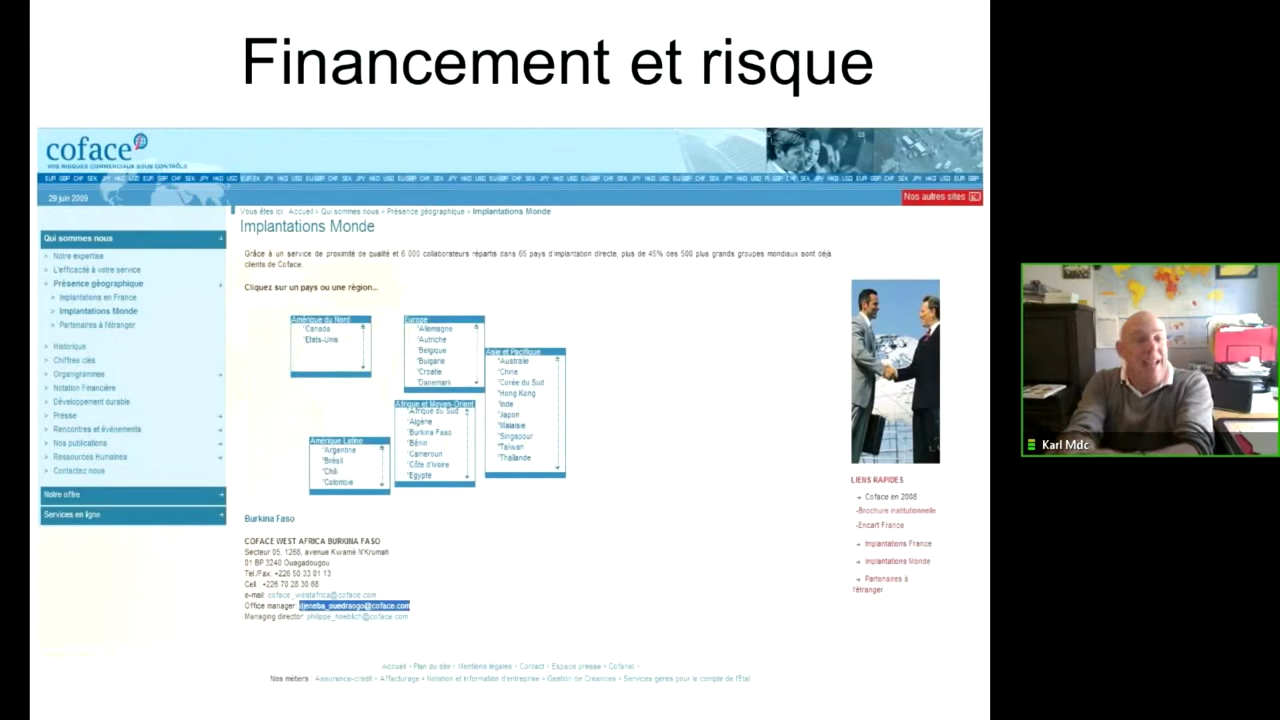 Financement et risque
coface
VOS RISQUES COMMERCIAUX SOUS CONTRÔLE
29 juin 2009
Nos autres sites
Vous êtes ici : Accueil > Qui sommes nous > Présence géographique > Implantations Monde
Implantations Monde
Qui sommes nous
> Notre expertise
> L'efficacité à votre service
> Présence géographique
> Implantations en France
> Implantations Monde
> Partenaires à l'étranger
> Historique
> Chiffres clés
> Organigrammes
> Notation Financière
> Développement durable
> Presse
> Rencontres et événements
> Nos publications
> Ressources Humaines
> Contactez nous
Notre offre
Services en ligne
Grâce à un service de proximité de qualité et 6 000 collaborateurs répartis dans 65 pays d'implantation directe, plus de 45% des 500 plus grands groupes mondiaux sont déjà
clients de Coface.
Cliquez sur un pays ou une région...
Amérique du Nord
Canada
Etats-Unis
Europe
Allemagne
Autriche
Belgique
Bulgarie
Croatie
Danemark
Asie et Pacifique
Australie
Chine
Corée du Sud
Hong Kong
Inde
Japon
Malaisie
Singapour
Taïwan
Thaïlande
Afrique et Moyen-Orient
Afrique du Sud
Algérie
Burkina Faso
Bénin
Cameroun
Côte d'Ivoire
Egypte
Amérique Latine
Argentine
Brésil
Chili
Colombie
Burkina Faso
COFACE WEST AFRICA BURKINA FASO
Secteur 05, 1268, avenue Kwamé N'Krumah
01 BP 3240 Ouagadougou
Tel./Fax: +226 50 33 01 13
Cell : +226 70 28 30 68
e-mail: coface_westafrica@coface.com
Office manager: djeneba_ouedraogo@coface.com
Managing director:
LIENS RAPIDES
Coface en 2008
-Brochure institutionnelle
-Encart France
Implantations France
Implantations Monde
Partenaires à
l'étranger
Accueil - Plan du site - Mentions légales - Contact - Espace presse - Cofanet -
Nos métiers : Assurance-crédit - Affacturage - Notation et Information d'entreprise - Gestion de Créances - Services gérés pour le compte de l'Etat
Karl Mdc